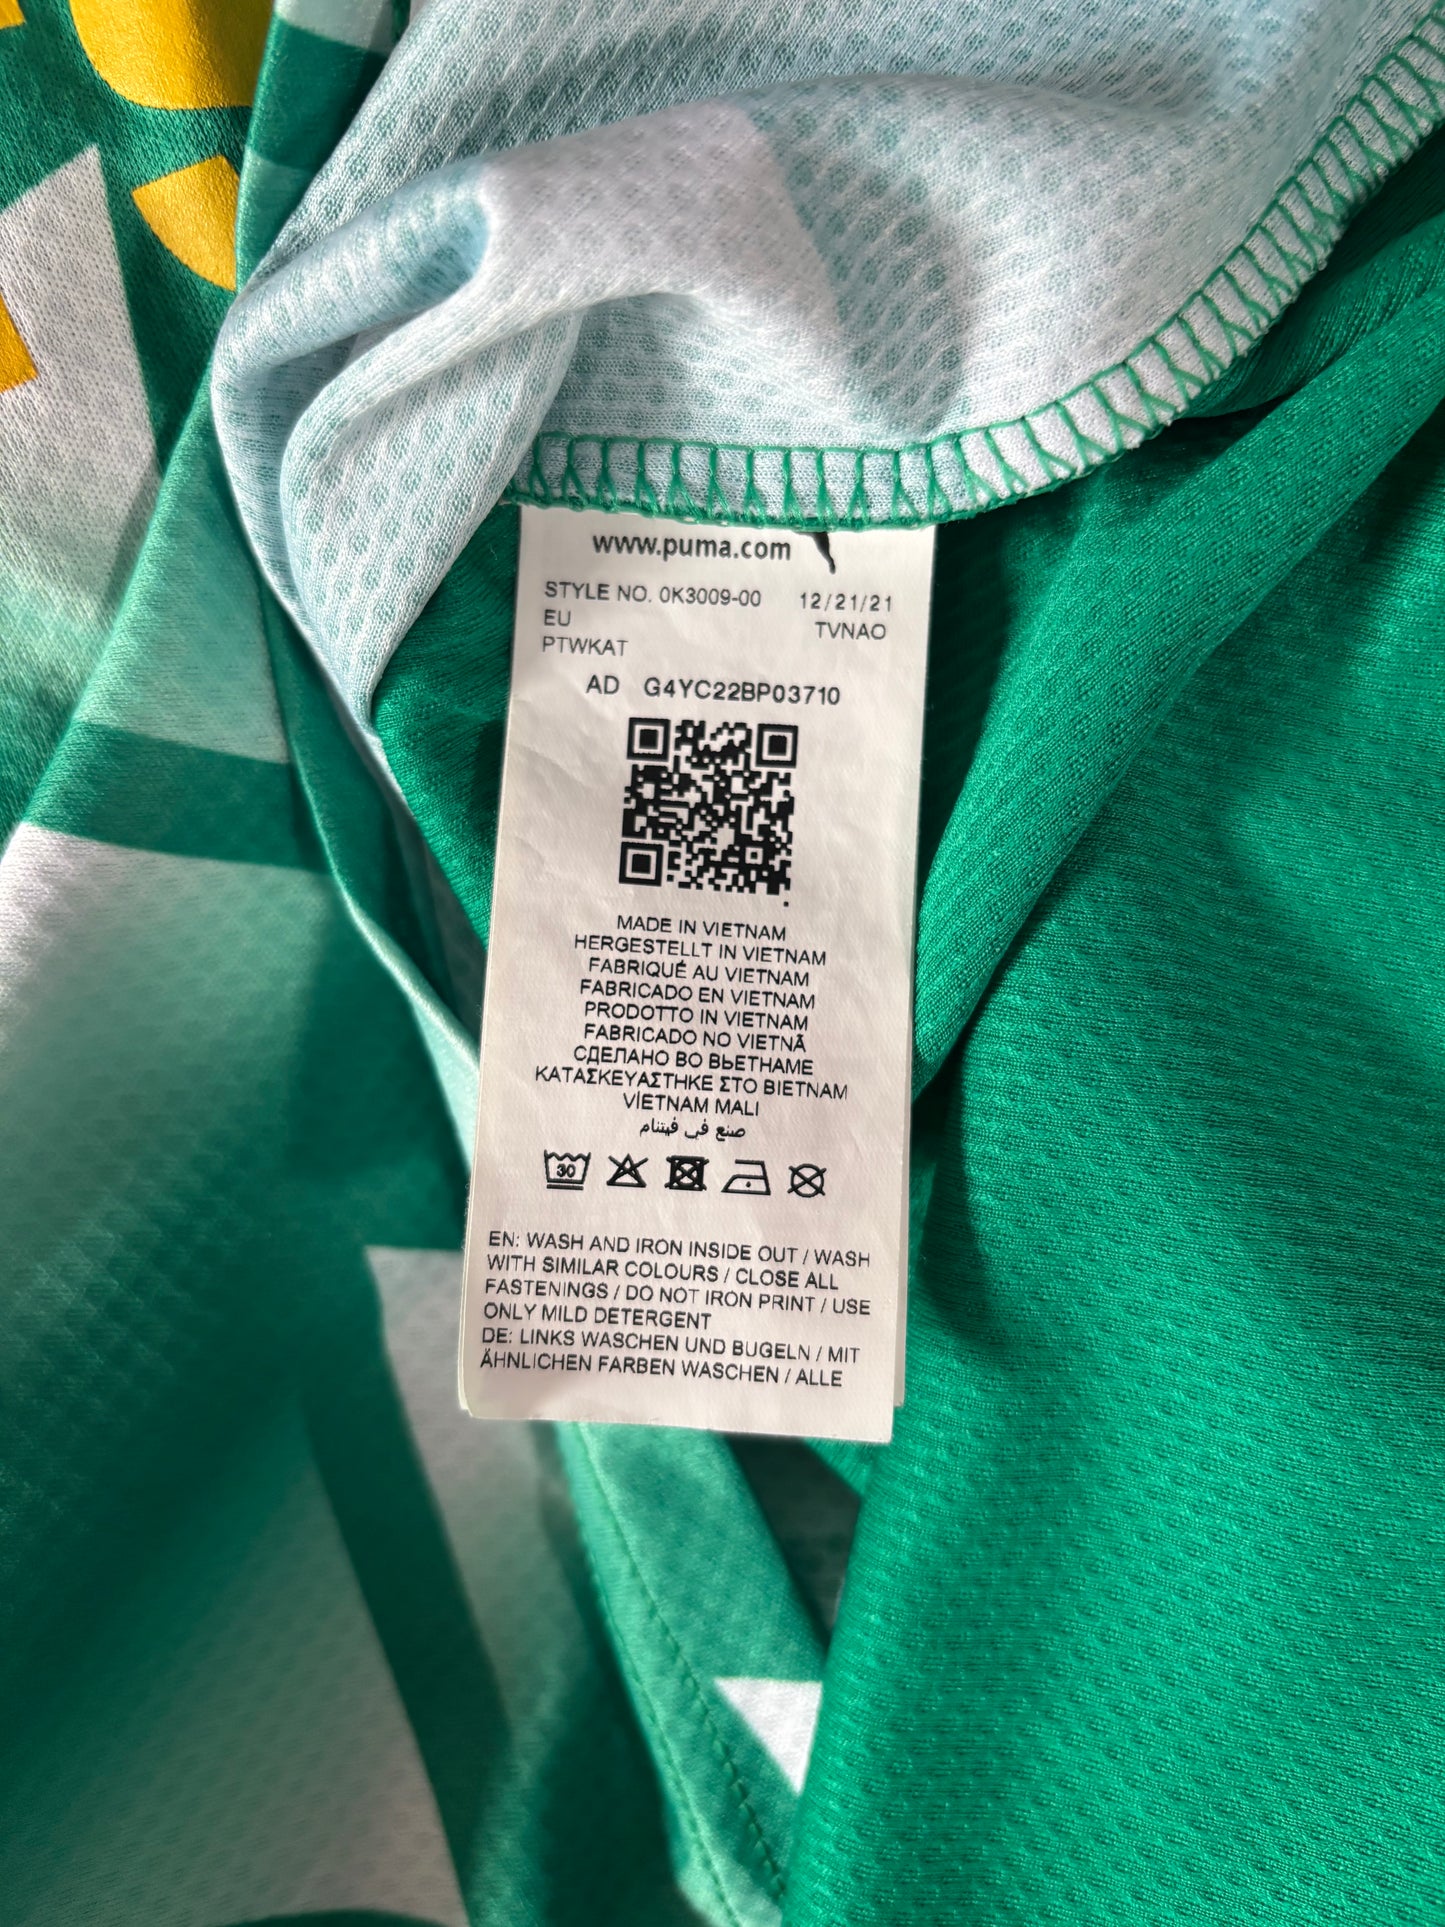 www.puma.com
STYLE NO. 0K3009-00 12/21/21
EU TVNAO
PTWKAT
AD G4YC22BP03710
MADE IN VIETNAM
HERGESTELLT IN VIETNAM
FABRIQUÉ AU VIETNAM
FABRICADO EN VIETNAM
PRODOTTO IN VIETNAM
FABRICADO NO VIETNÃ
СДЕЛАНО ВО ВЬЕТНАМЕ
ΚΑΤΑΣΚΕΥΑΣΤΗΚΕ ΣΤΟ ΒΙΕΤΝΑΜ
VİETNAM MALI
صنع في فيتنام
30
EN: WASH AND IRON INSIDE OUT / WASH
WITH SIMILAR COLOURS / CLOSE ALL
FASTENINGS / DO NOT IRON PRINT / USE
ONLY MILD DETERGENT
DE: LINKS WASCHEN UND BUGELN / MIT
ÄHNLICHEN FARBEN WASCHEN / ALLE